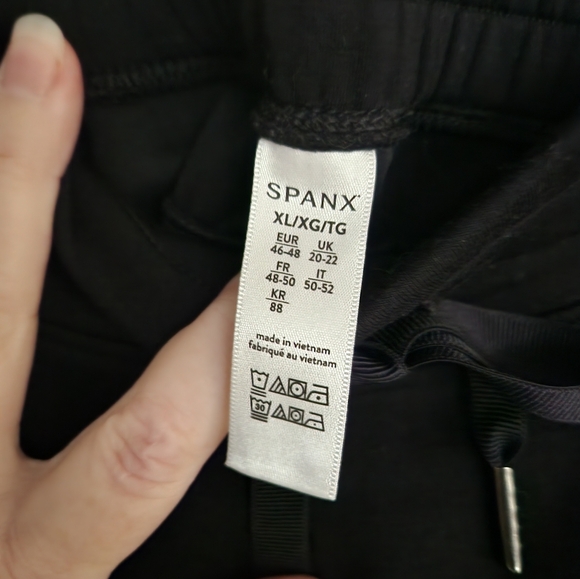 SPANX
XL/XG/TG
EUR UK
46-48 20-22
FR IT
48-50 50-52
KR
88
made in vietnam
fabriqué au vietnam
30